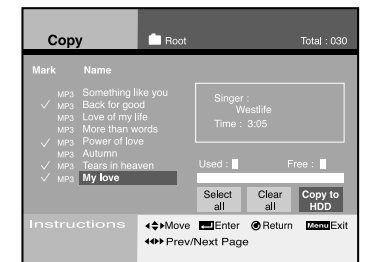 Copy
Root
Total : 030
Mark Name
MP3 Something like you
✓ MP3 Back for good
MP3 Love of my life
MP3 More than words
✓ MP3 Power of love
MP3 Autumn
✓ MP3 Tears in heaven
✓ MP3 My love
Singer :
Westlife
Time : 3:05
Used : Free :
Select all
Clear all
Copy to HDD
Instructions
Move Enter Return Menu Exit
Prev/Next Page